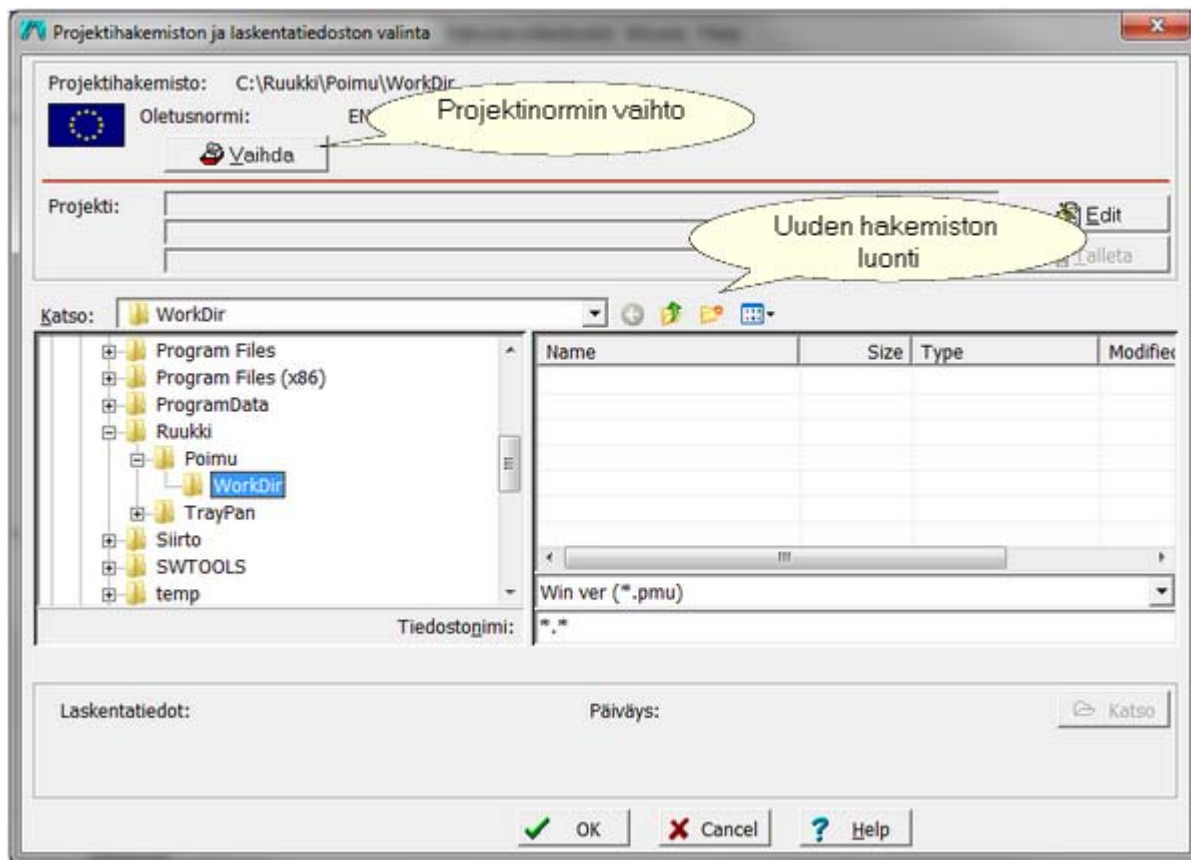 Projektihakemiston ja laskentatiedoston valinta
Projektihakemisto: C:\Ruukki\Poimu\WorkDir
Oletusnormi: EN
Projektinormin vaihto
Vaihda
Projekti:
Edit
Uuden hakemiston
luonti
Talleta
Katso: WorkDir
Program Files
Program Files (x86)
ProgramData
Ruukki
Poimu
WorkDir
TrayPan
Siirto
SWTOOLS
temp
Name Size Type Modified
Win ver (*.pmu)
Tiedostonimi: *.*
Laskentatiedot: Päiväys: Katso
OK Cancel Help